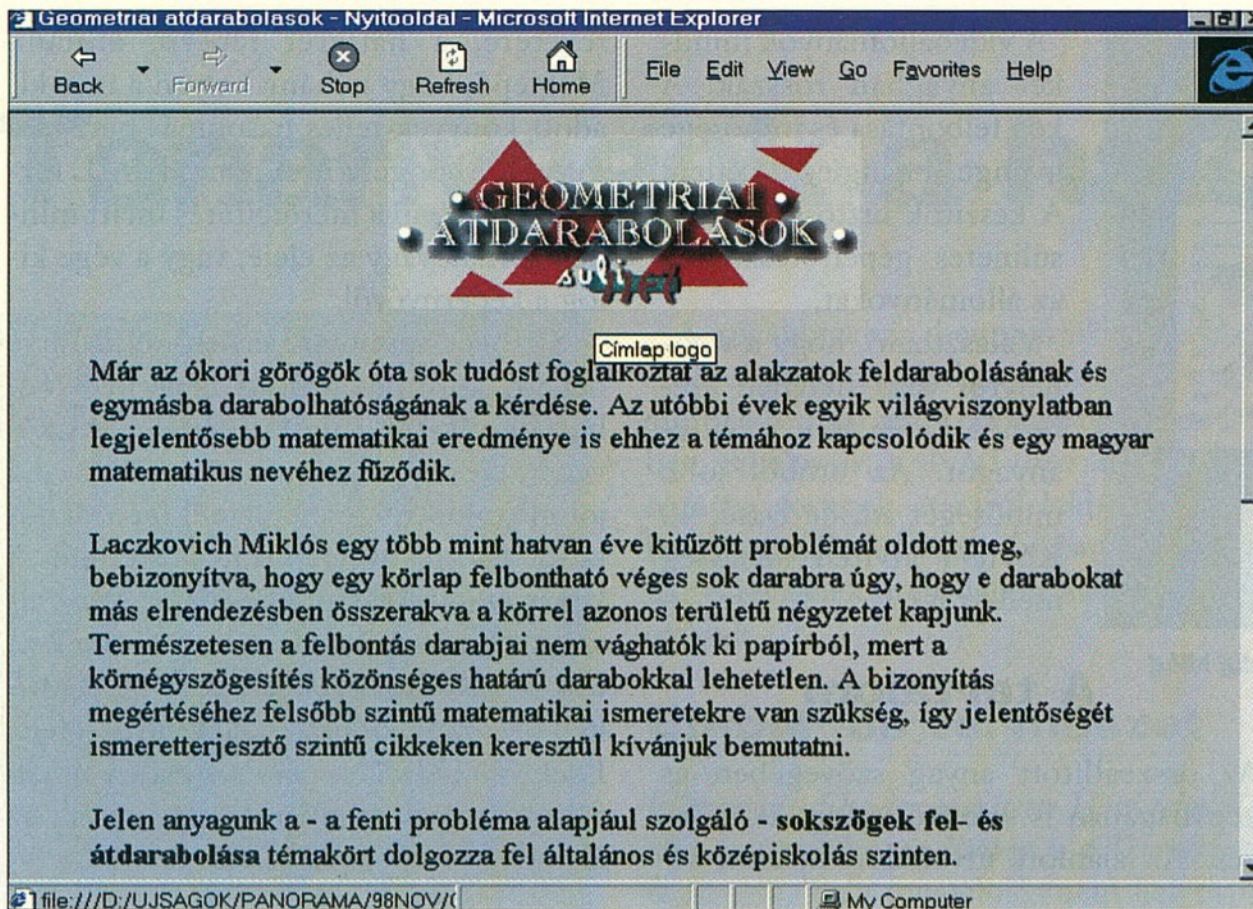 Geometriai átdarabolások - Nyitóoldal - Microsoft Internet Explorer
Back Forward Stop Refresh Home File Edit View Go Favorites Help
• GEOMETRIAI •
• ÁTDARABOLÁSOK •
suli
Címlap logo
Már az ókori görögök óta sok tudóst foglalkoztat az alakzatok feldarabolásának és
egymásba darabolhatóságának a kérdése. Az utóbbi évek egyik világviszonylatban
legjelentősebb matematikai eredménye is ehhez a témához kapcsolódik és egy magyar
matematikus nevéhez fűződik.
Laczkovich Miklós egy több mint hatvan éve kitűzött problémát oldott meg,
bebizonyítva, hogy egy körlap felbontható véges sok darabra úgy, hogy e darabokat
más elrendezésben összerakva a körrel azonos területű négyzetet kapjunk.
Természetesen a felbontás darabjai nem vághatók ki papírból, mert a
körnégyszögesítés közönséges határú darabokkal lehetetlen. A bizonyítás
megértéséhez felsőbb szintű matematikai ismeretekre van szükség, így jelentőségét
ismeretterjesztő szintű cikkeken keresztül kívánjuk bemutatni.
Jelen anyagunk a - a fenti probléma alapjául szolgáló - sokszögek fel- és
átdarabolása témakört dolgozza fel általános és középiskolás szinten.
file:///D:/UJSAGOK/PANORAMA/98NOV/( My Computer